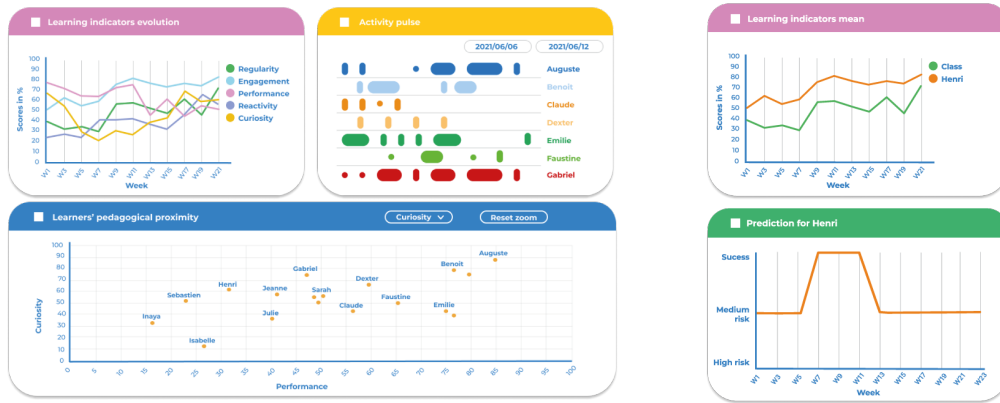 Learning indicators evolution
100
90
80
70
60
50
40
30
20
10
0
Scores in %
W1 W3 W5 W7 W9 W11 W13 W15 W17 W19 W21
Week
Regularity
Engagement
Performance
Reactivity
Curiosity
Activity pulse
2021/06/06 2021/06/12
Auguste
Benoit
Claude
Dexter
Emilie
Faustine
Gabriel
Learning indicators mean
100
90
80
70
60
50
40
30
20
10
0
Scores in %
W1 W3 W5 W7 W9 W11 W13 W15 W17 W19 W21
Week
Class
Henri
Learners' pedagogical proximity
Curiosity
Reset zoom
100
90
80
70
60
50
40
30
20
10
0
Curiosity
Auguste
Benoit
Gabriel
Dexter
Henri
Jeanne
Sarah
Sebastien
Faustine
Claude
Emilie
Julie
Inaya
Isabelle
0 5 10 15 20 25 30 35 40 45 50 55 60 65 70 75 80 85 90 95 100
Performance
Prediction for Henri
Sucess
Medium
risk
High risk
W1 W3 W5 W7 W9 W11 W13 W15 W17 W19 W21 W23
Week